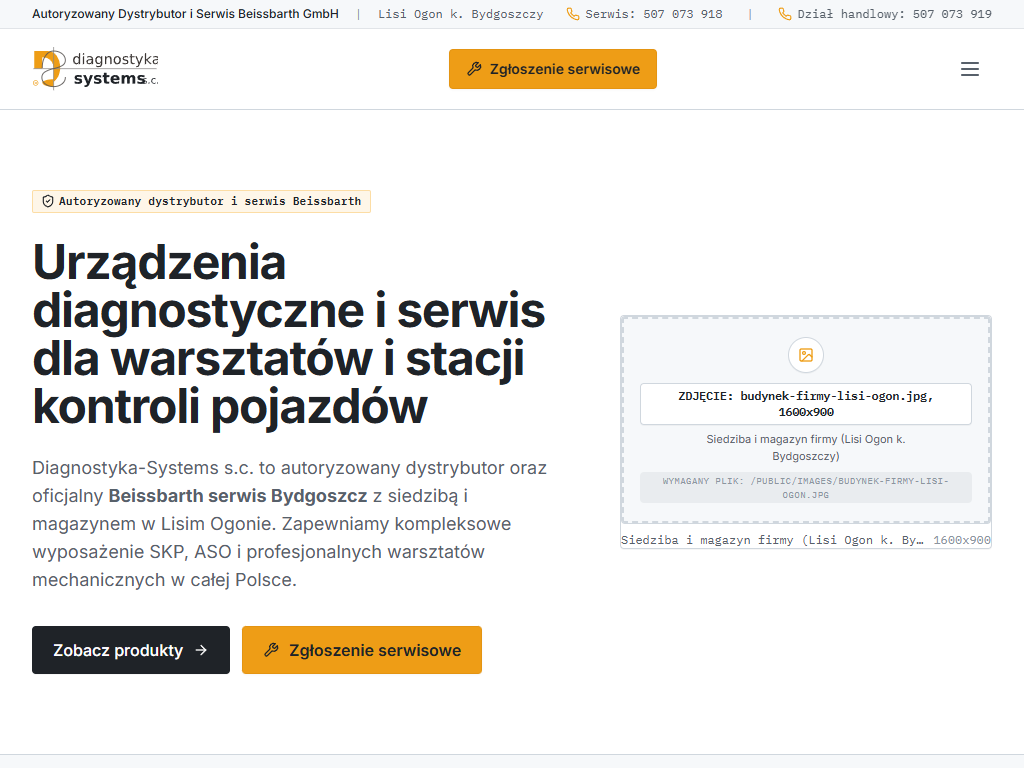 Autoryzowany Dystrybutor i Serwis Beissbarth GmbH | Lisi Ogon k. Bydgoszczy Serwis: 507 073 918 | Dział handlowy: 507 073 919
diagnostyka
systems s.c.
Zgłoszenie serwisowe
Autoryzowany dystrybutor i serwis Beissbarth
Urządzenia
diagnostyczne i serwis
dla warsztatów i stacji
kontroli pojazdów
Diagnostyka-Systems s.c. to autoryzowany dystrybutor oraz
oficjalny Beissbarth serwis Bydgoszcz z siedzibą i
magazynem w Lisim Ogonie. Zapewniamy kompleksowe
wyposażenie SKP, ASO i profesjonalnych warsztatów
mechanicznych w całej Polsce.
Zobacz produkty →
Zgłoszenie serwisowe
ZDJĘCIE: budynek-firmy-lisi-ogon.jpg,
1600x900
Siedziba i magazyn firmy (Lisi Ogon k.
Bydgoszczy)
WYMAGANY PLIK: /PUBLIC/IMAGES/BUDYNEK-FIRMY-LISI-
OGON.JPG
Siedziba i magazyn firmy (Lisi Ogon k. By… 1600x900